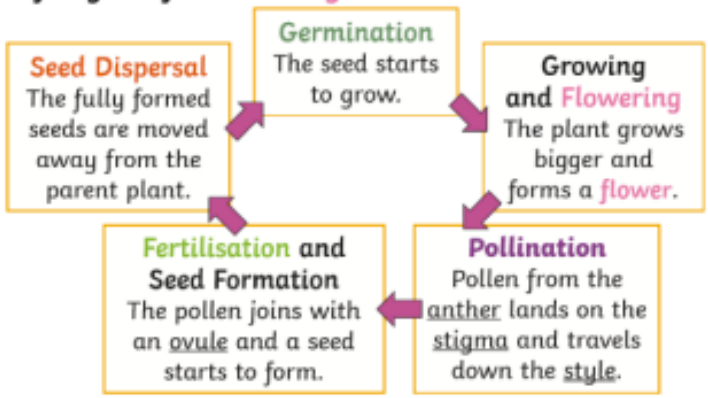 Germination
The seed starts
to grow.
Growing
and Flowering
The plant grows
bigger and
forms a flower.
Pollination
Pollen from the
anther lands on the
stigma and travels
down the style.
Fertilisation and
Seed Formation
The pollen joins with
an ovule and a seed
starts to form.
Seed Dispersal
The fully formed
seeds are moved
away from the
parent plant.